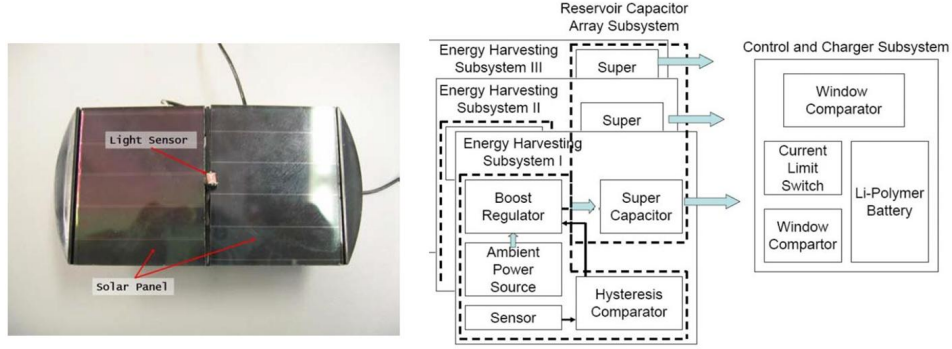 Light Sensor
Solar Panel
Reservoir Capacitor
Array Subsystem
Energy Harvesting
Subsystem III
Super
Energy Harvesting
Subsystem II
Super
Energy Harvesting
Subsystem I
Boost
Regulator
Super
Capacitor
Ambient
Power
Source
Hysteresis
Comparator
Sensor
Control and Charger Subsystem
Window
Comparator
Current
Limit
Switch
Li-Polymer
Battery
Window
Compartor